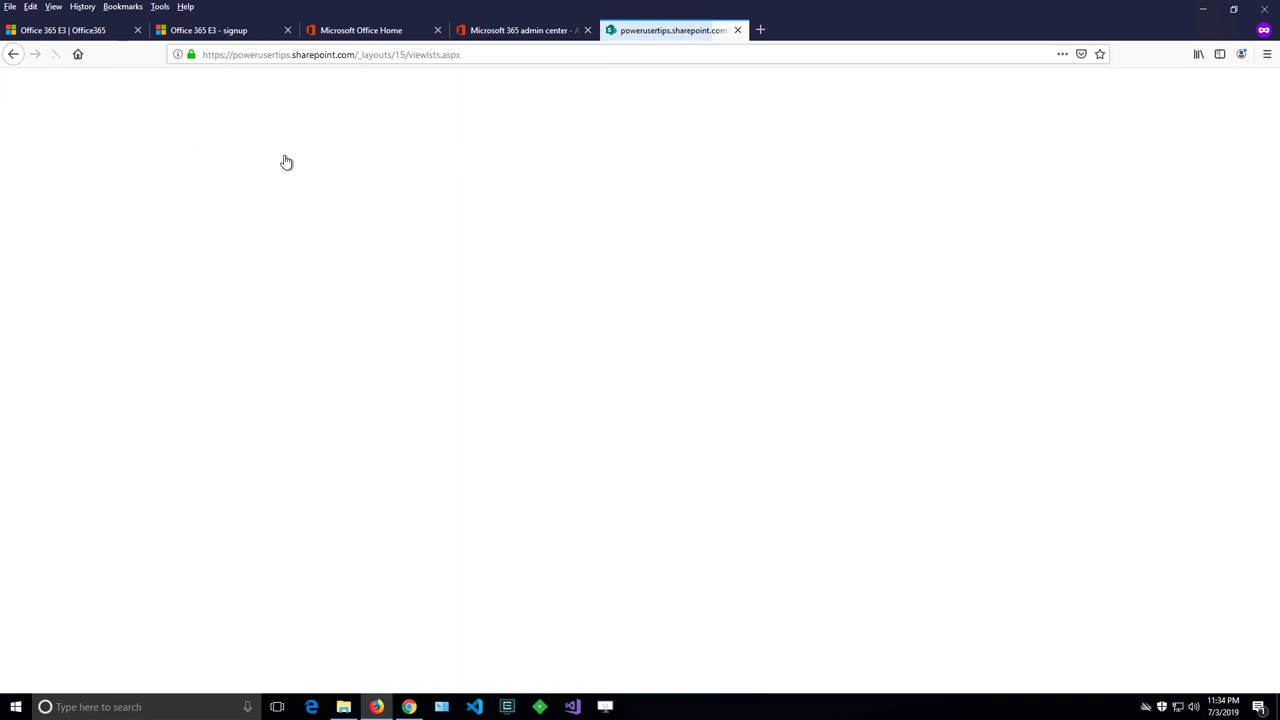 File Edit View History Bookmarks Tools Help
Office 365 E3 | Office365
Office 365 E3 - signup
Microsoft Office Home
Microsoft 365 admin center - A
powerusertips.sharepoint.com/
https://powerusertips.sharepoint.com/_layouts/15/viewlsts.aspx
Type here to search
11:34 PM
7/3/2019
1